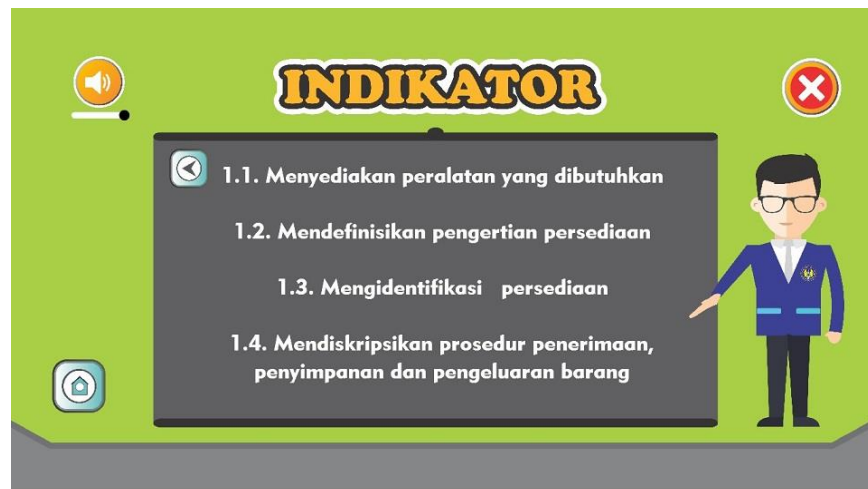 INDIKATOR
1.1. Menyediakan peralatan yang dibutuhkan
1.2. Mendefinisikan pengertian persediaan
1.3. Mengidentifikasi persediaan
1.4. Mendiskripsikan prosedur penerimaan,
penyimpanan dan pengeluaran barang